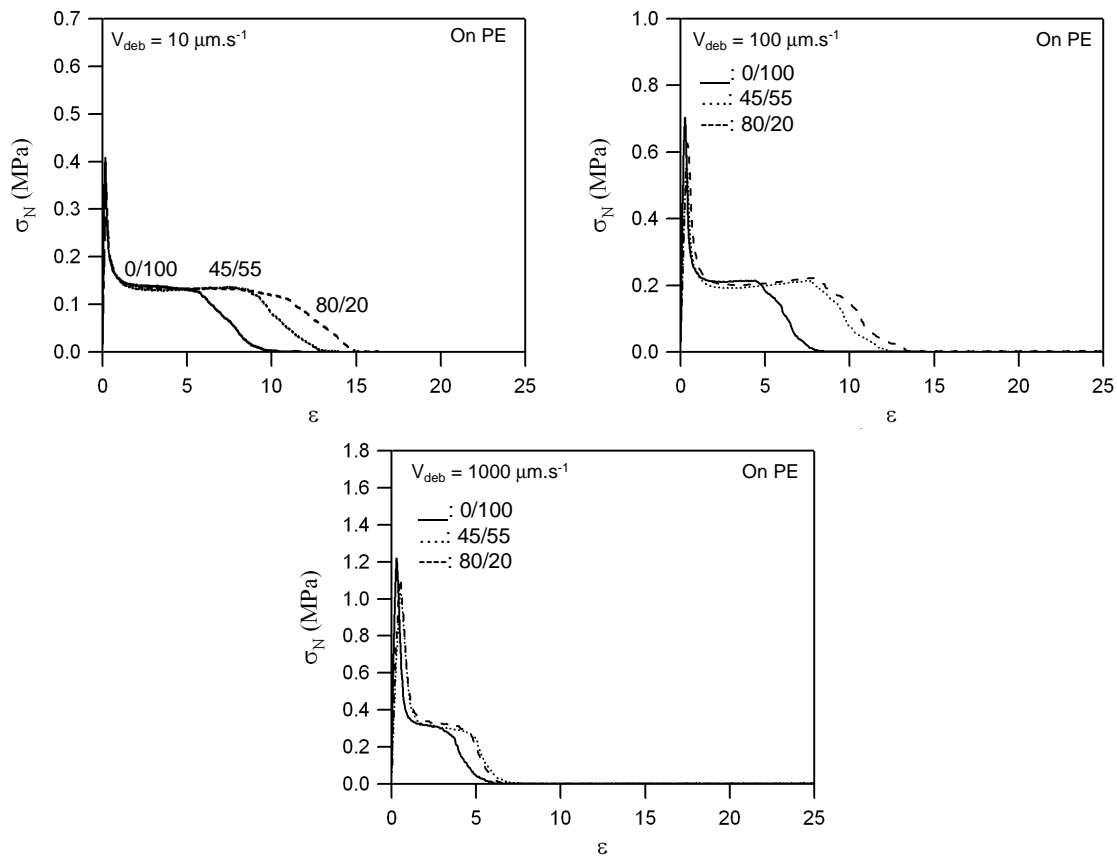 V_deb = 10 μm.s⁻¹ On PE
0.7
0.6
0.5
0.4
0.3
0.2
0.1
0.0
σ_N (MPa)
0/100 45/55 80/20
0 5 10 15 20 25
ε
V_deb = 100 μm.s⁻¹ On PE
___: 0/100
.....: 45/55
----: 80/20
1.0
0.8
0.6
0.4
0.2
0.0
σ_N (MPa)
0 5 10 15 20 25
ε
V_deb = 1000 μm.s⁻¹ On PE
___: 0/100
.....: 45/55
----: 80/20
1.8
1.6
1.4
1.2
1.0
0.8
0.6
0.4
0.2
0.0
σ_N (MPa)
0 5 10 15 20 25
ε